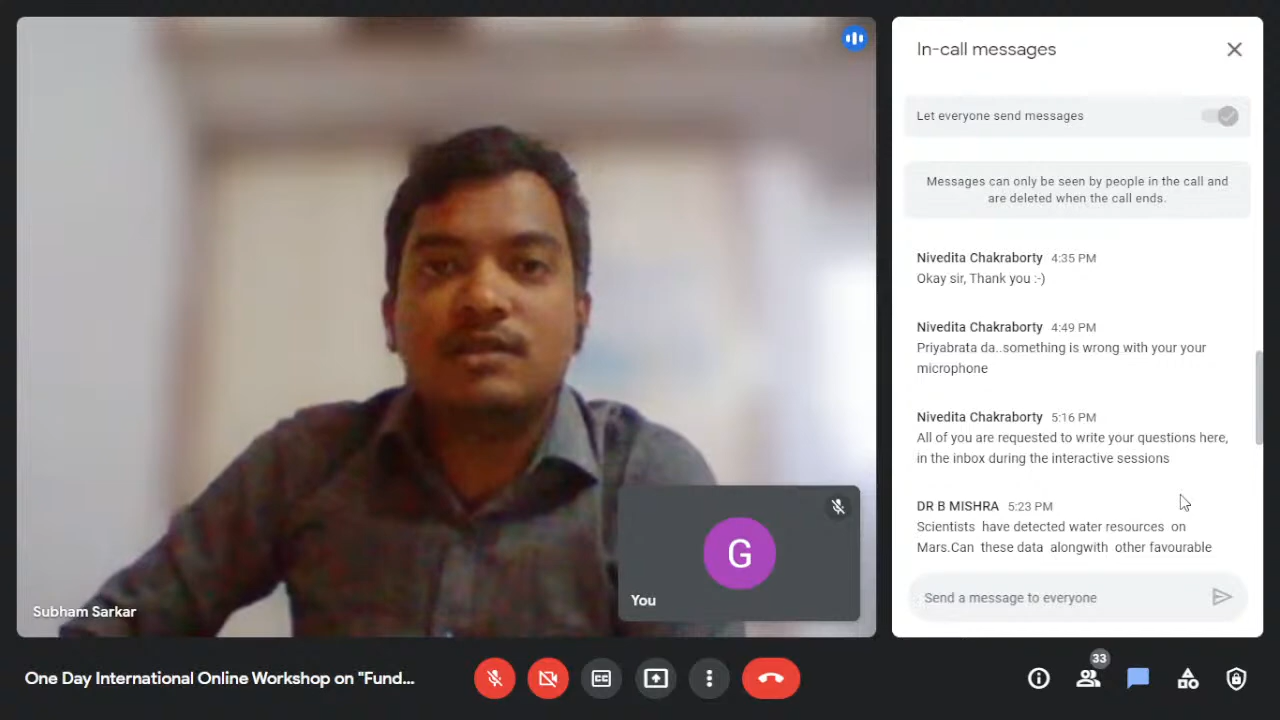 Subham Sarkar
G
You
In-call messages
Let everyone send messages
Messages can only be seen by people in the call and
are deleted when the call ends.
Nivedita Chakraborty 4:35 PM
Okay sir, Thank you :-)
Nivedita Chakraborty 4:49 PM
Priyabrata da..something is wrong with your your
microphone
Nivedita Chakraborty 5:16 PM
All of you are requested to write your questions here,
in the inbox during the interactive sessions
DR B MISHRA 5:23 PM
Scientists have detected water resources on
Mars.Can these data alongwith other favourable
Send a message to everyone
One Day International Online Workshop on "Fund...
CC
33